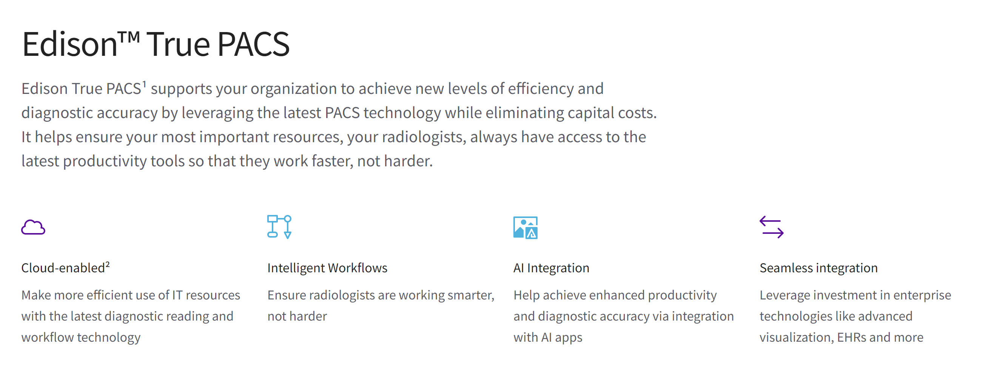 Edison™ True PACS
Edison True PACS¹ supports your organization to achieve new levels of efficiency and
diagnostic accuracy by leveraging the latest PACS technology while eliminating capital costs.
It helps ensure your most important resources, your radiologists, always have access to the
latest productivity tools so that they work faster, not harder.
Cloud-enabled²
Make more efficient use of IT resources
with the latest diagnostic reading and
workflow technology
Intelligent Workflows
Ensure radiologists are working smarter,
not harder
AI Integration
Help achieve enhanced productivity
and diagnostic accuracy via integration
with AI apps
Seamless integration
Leverage investment in enterprise
technologies like advanced
visualization, EHRs and more